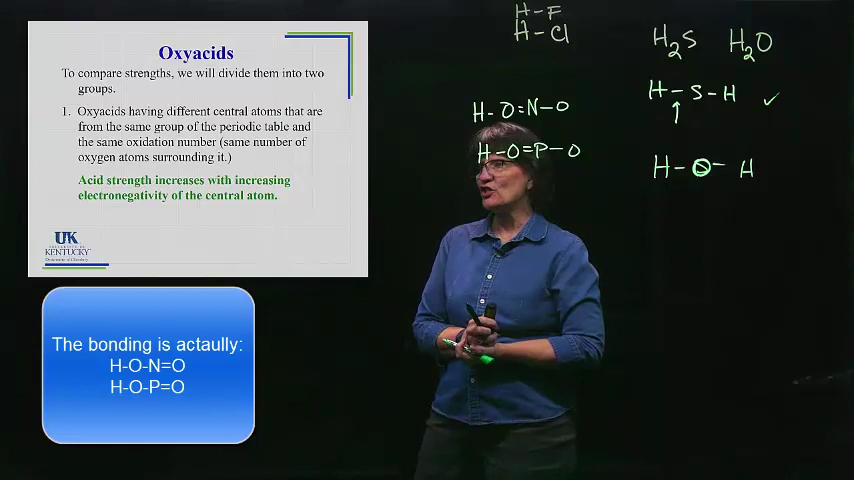 Oxyacids
To compare strengths, we will divide them into two
groups.
1. Oxyacids having different central atoms that are
from the same group of the periodic table and
the same oxidation number (same number of
oxygen atoms surrounding it.)
Acid strength increases with increasing
electronegativity of the central atom.
UK
KENTUCKY
The bonding is actaully:
H-O-N=O
H-O-P=O
H-F
H-Cl
H-O=N-O
H-O=P-O
H₂S H₂O
H-S-H ✓
↑
H-O-H